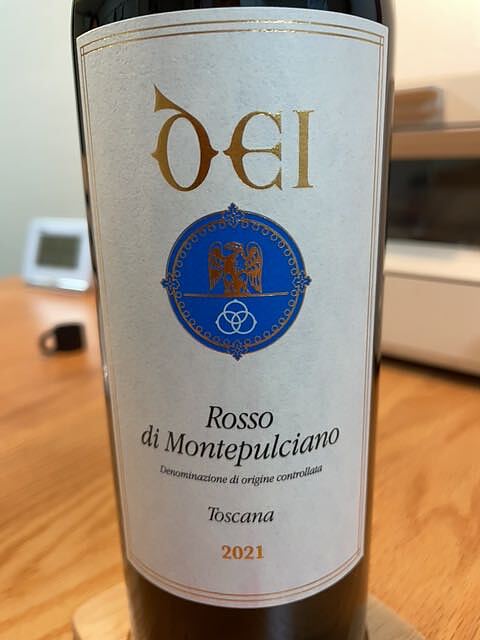 DEI
Rosso
di Montepulciano
Denominazione di origine controllata
Toscana
2021